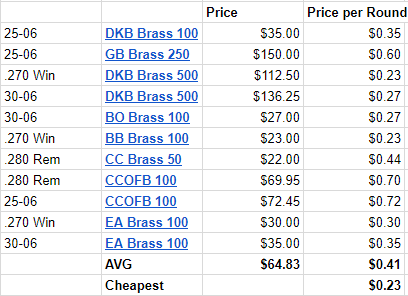 Price Price per Round
25-06 DKB Brass 100 $35.00 $0.35
25-06 GB Brass 250 $150.00 $0.60
.270 Win DKB Brass 500 $112.50 $0.23
30-06 DKB Brass 500 $136.25 $0.27
30-06 BO Brass 100 $27.00 $0.27
.270 Win BB Brass 100 $23.00 $0.23
.280 Rem CC Brass 50 $22.00 $0.44
.280 Rem CCOFB 100 $69.95 $0.70
25-06 CCOFB 100 $72.45 $0.72
.270 Win EA Brass 100 $30.00 $0.30
30-06 EA Brass 100 $35.00 $0.35
AVG $64.83 $0.41
Cheapest $0.23